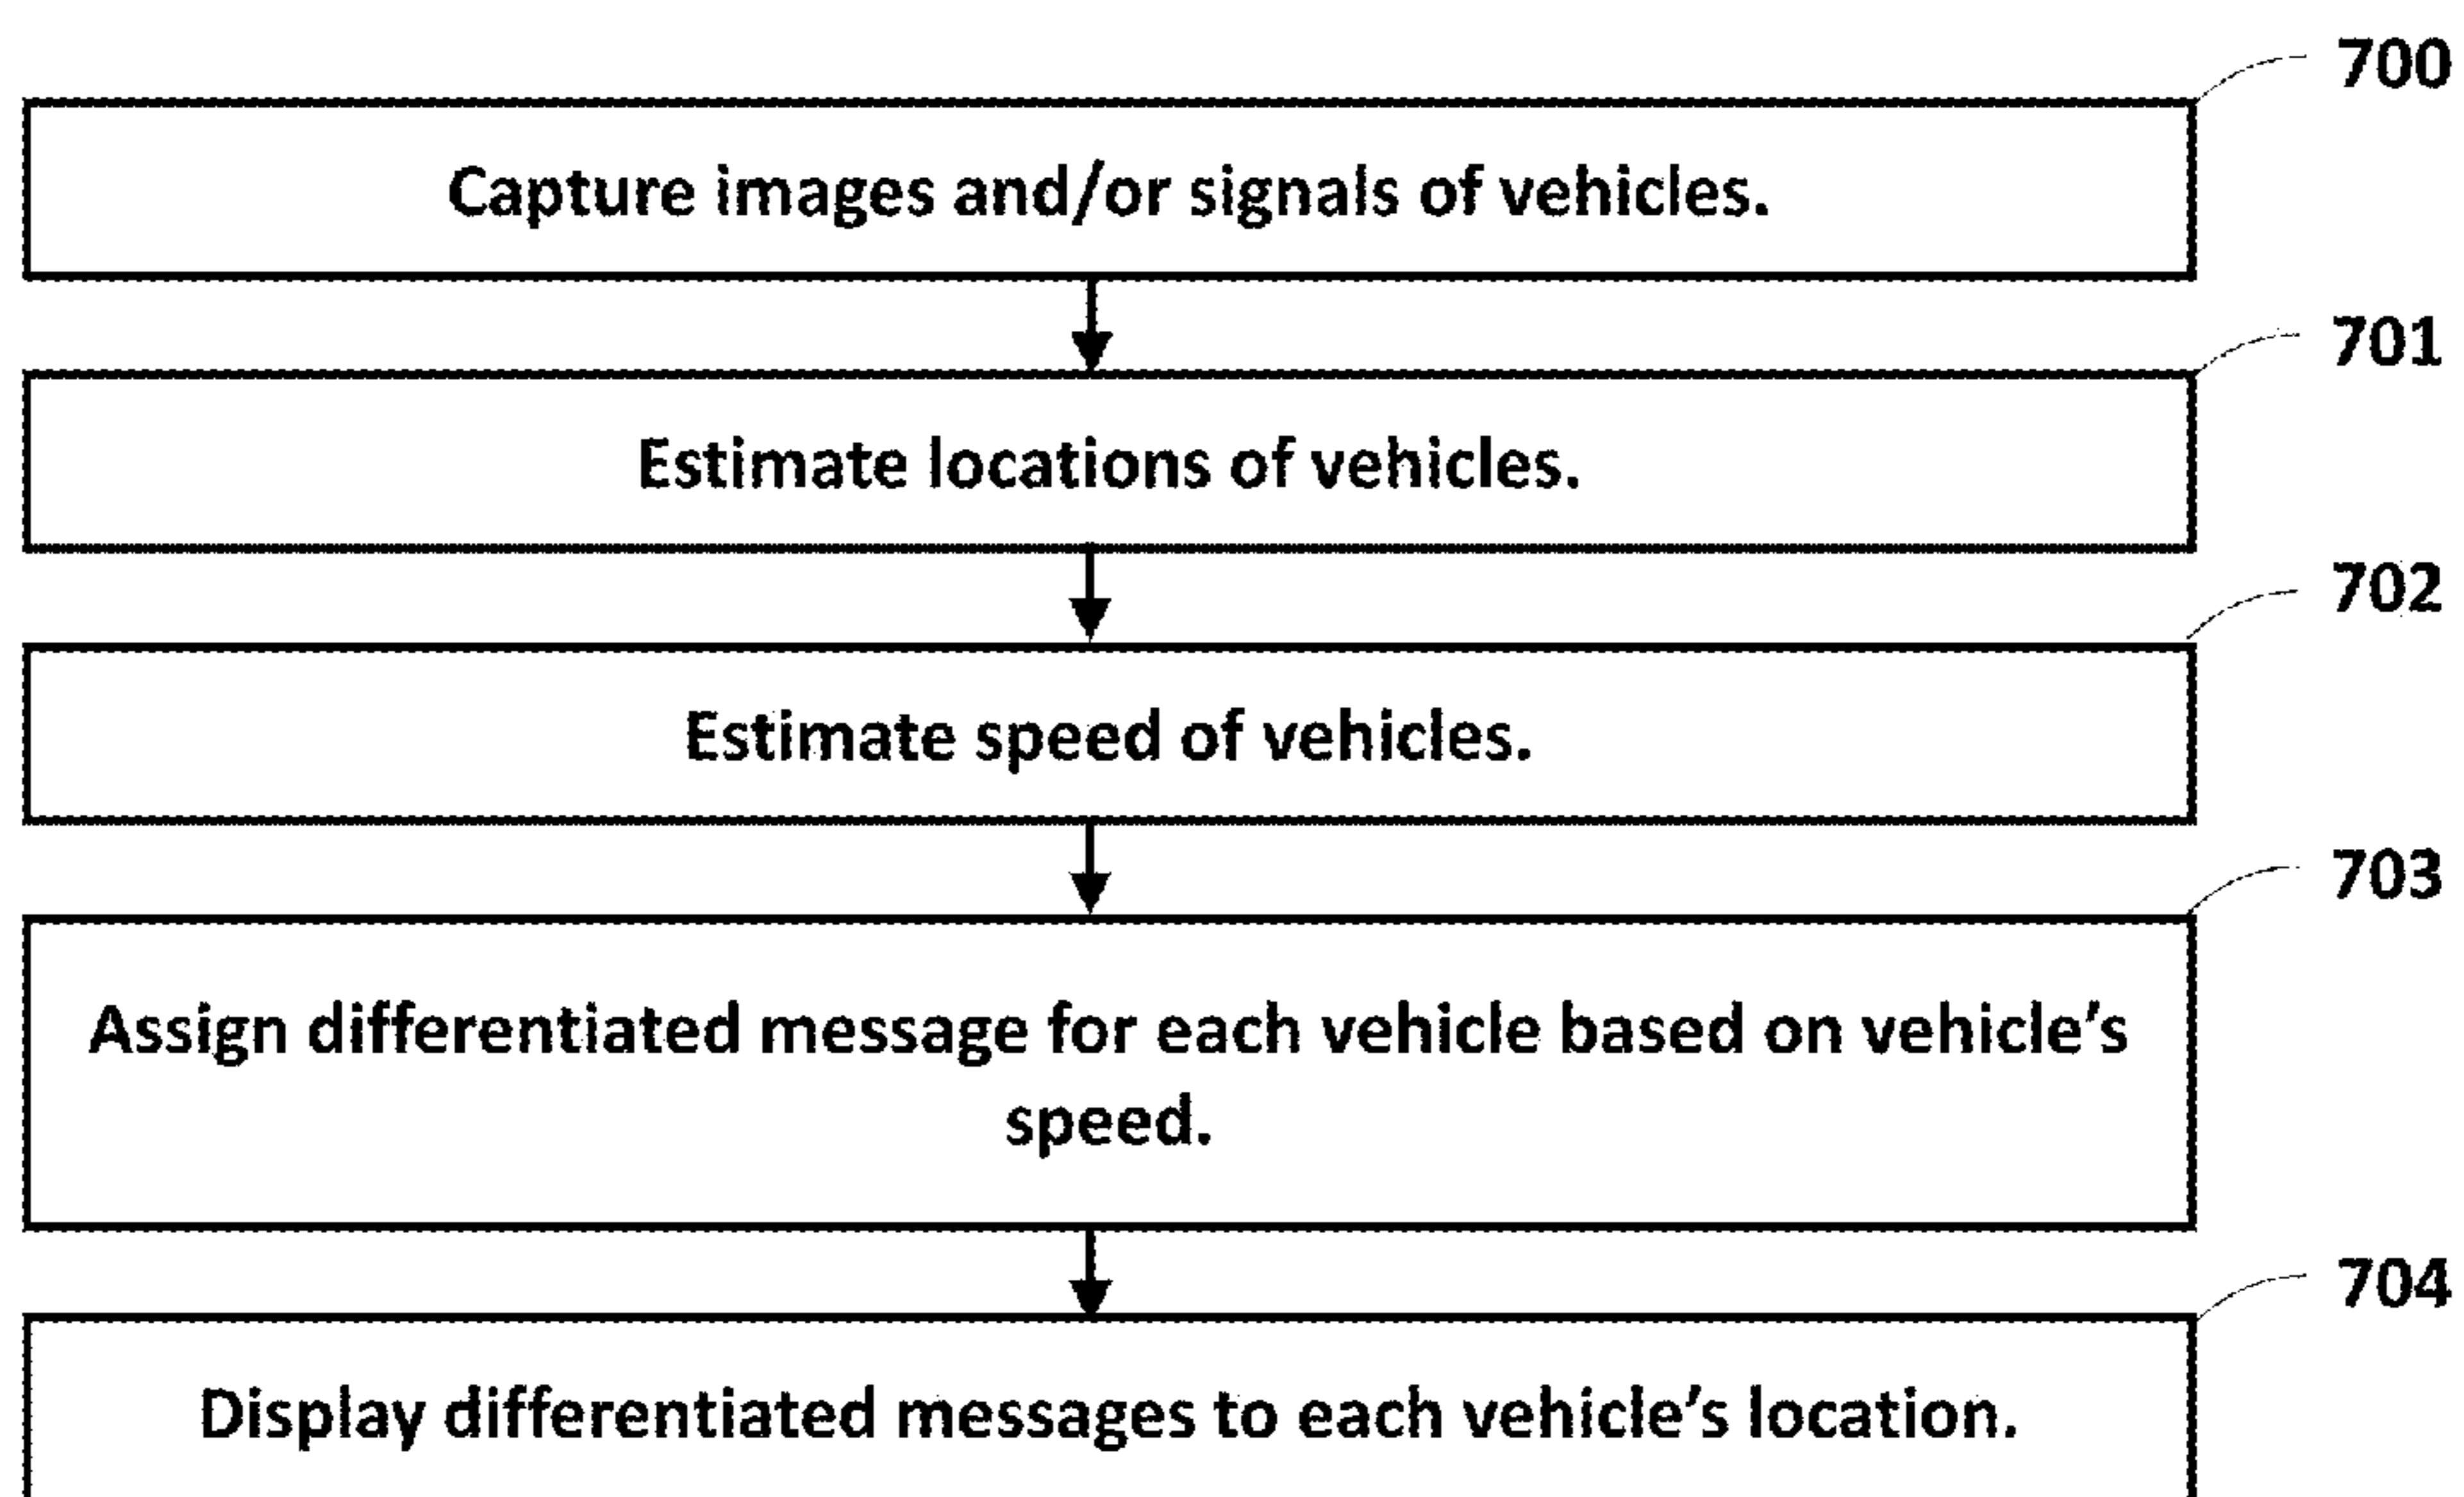 700
Capture images and/or signals of vehicles.
701
Estimate locations of vehicles.
702
Estimate speed of vehicles.
703
Assign differentiated message for each vehicle based on vehicle's
speed.
704
Display differentiated messages to each vehicle's location.